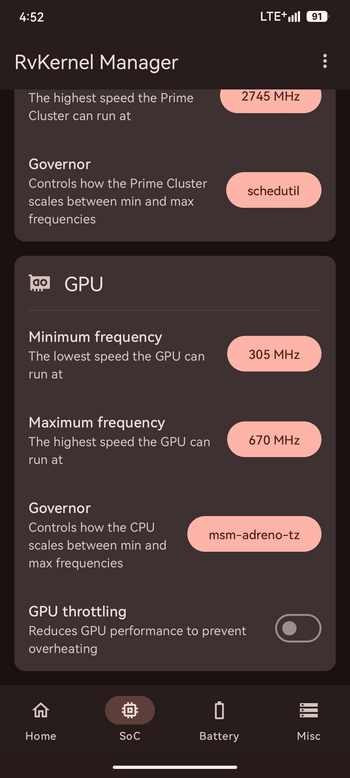 4:52
LTE+ 91
RvKernel Manager
The highest speed the Prime
Cluster can run at
2745 MHz
Governor
Controls how the Prime Cluster
scales between min and max
frequencies
schedutil
GPU
Minimum frequency
The lowest speed the GPU can
run at
305 MHz
Maximum frequency
The highest speed the GPU can
run at
670 MHz
Governor
Controls how the CPU
scales between min and
max frequencies
msm-adreno-tz
GPU throttling
Reduces GPU performance to prevent
overheating
Home SoC Battery Misc